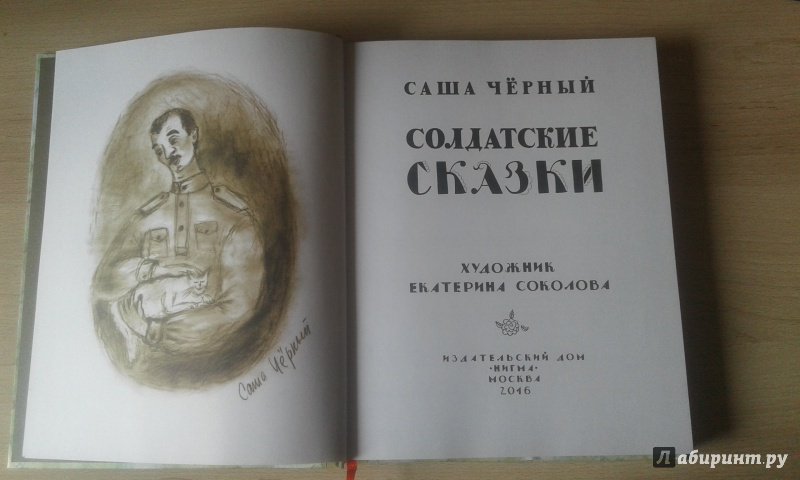 Саша Чёрный
САША ЧЁРНЫЙ
СОЛДАТСКИЕ
СКАЗКИ
ХУДОЖНИК
ЕКАТЕРИНА СОКОЛОВА
ИЗДАТЕЛЬСКИЙ ДОМ
·НИГМА·
МОСКВА
2016
Лабиринт.ру